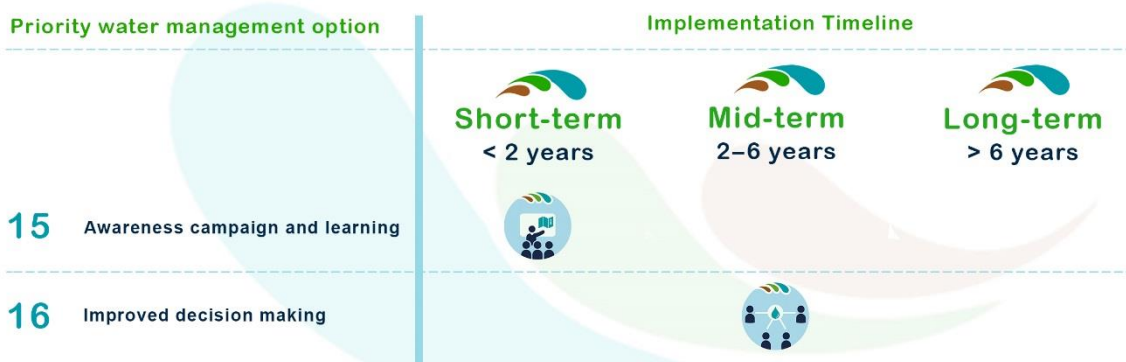 Priority water management option
Implementation Timeline
Short-term
Mid-term
Long-term
< 2 years
2–6 years
> 6 years
15 Awareness campaign and learning
16 Improved decision making